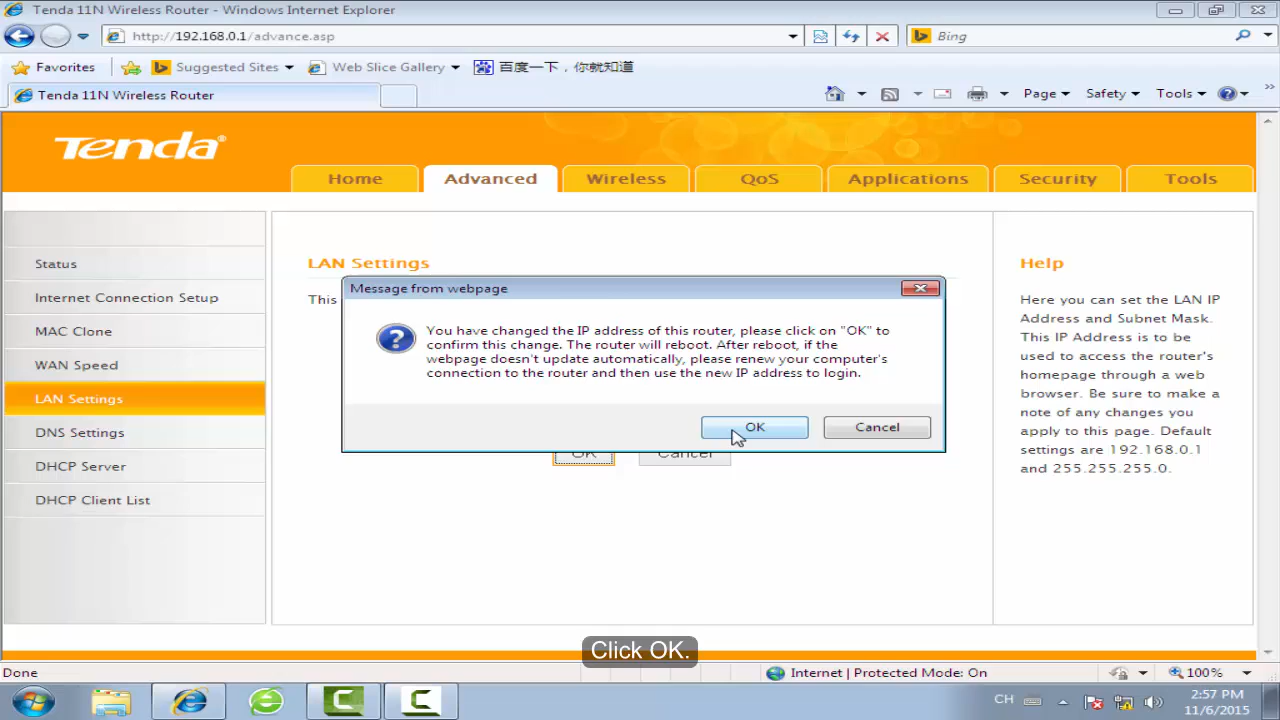 Tenda 11N Wireless Router - Windows Internet Explorer
http://192.168.0.1/advance.asp
Bing
Favorites
Suggested Sites
Web Slice Gallery
百度一下，你就知道
Tenda 11N Wireless Router
Page
Safety
Tools
Tenda®
Home
Advanced
Wireless
QoS
Applications
Security
Tools
Status
Internet Connection Setup
MAC Clone
WAN Speed
LAN Settings
DNS Settings
DHCP Server
DHCP Client List
LAN Settings
This
Message from webpage
You have changed the IP address of this router, please click on "OK" to
confirm this change. The router will reboot. After reboot, if the
webpage doesn't update automatically, please renew your computer's
connection to the router and then use the new IP address to login.
OK
Cancel
OK
Cancel
Help
Here you can set the LAN IP
Address and Subnet Mask.
This IP Address is to be
used to access the router's
homepage through a web
browser. Be sure to make a
note of any changes you
apply to this page. Default
settings are 192.168.0.1
and 255.255.255.0.
Click OK.
Done
Internet | Protected Mode: On
100%
CH
2:57 PM
11/6/2015